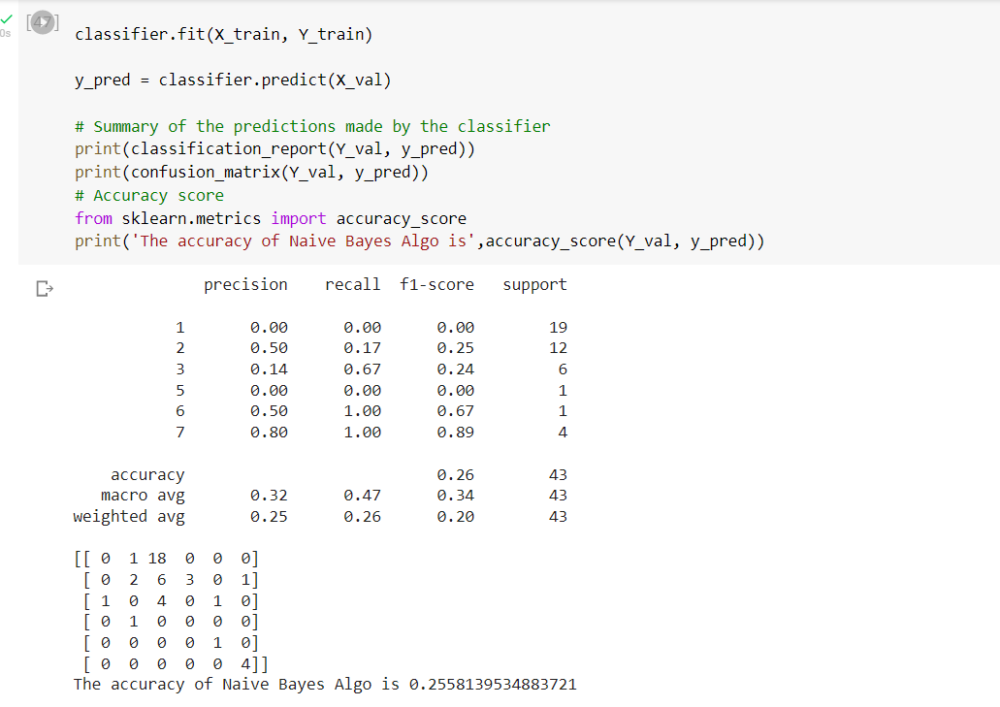 [47]
0s
classifier.fit(X_train, Y_train)
y_pred = classifier.predict(X_val)
# Summary of the predictions made by the classifier
print(classification_report(Y_val, y_pred))
print(confusion_matrix(Y_val, y_pred))
# Accuracy score
from sklearn.metrics import accuracy_score
print('The accuracy of Naive Bayes Algo is',accuracy_score(Y_val, y_pred))
precision recall f1-score support
1 0.00 0.00 0.00 19
2 0.50 0.17 0.25 12
3 0.14 0.67 0.24 6
5 0.00 0.00 0.00 1
6 0.50 1.00 0.67 1
7 0.80 1.00 0.89 4
accuracy 0.26 43
macro avg 0.32 0.47 0.34 43
weighted avg 0.25 0.26 0.20 43
[[ 0 1 18 0 0 0]
[ 0 2 6 3 0 1]
[ 1 0 4 0 1 0]
[ 0 1 0 0 0 0]
[ 0 0 0 0 1 0]
[ 0 0 0 0 0 4]]
The accuracy of Naive Bayes Algo is 0.2558139534883721